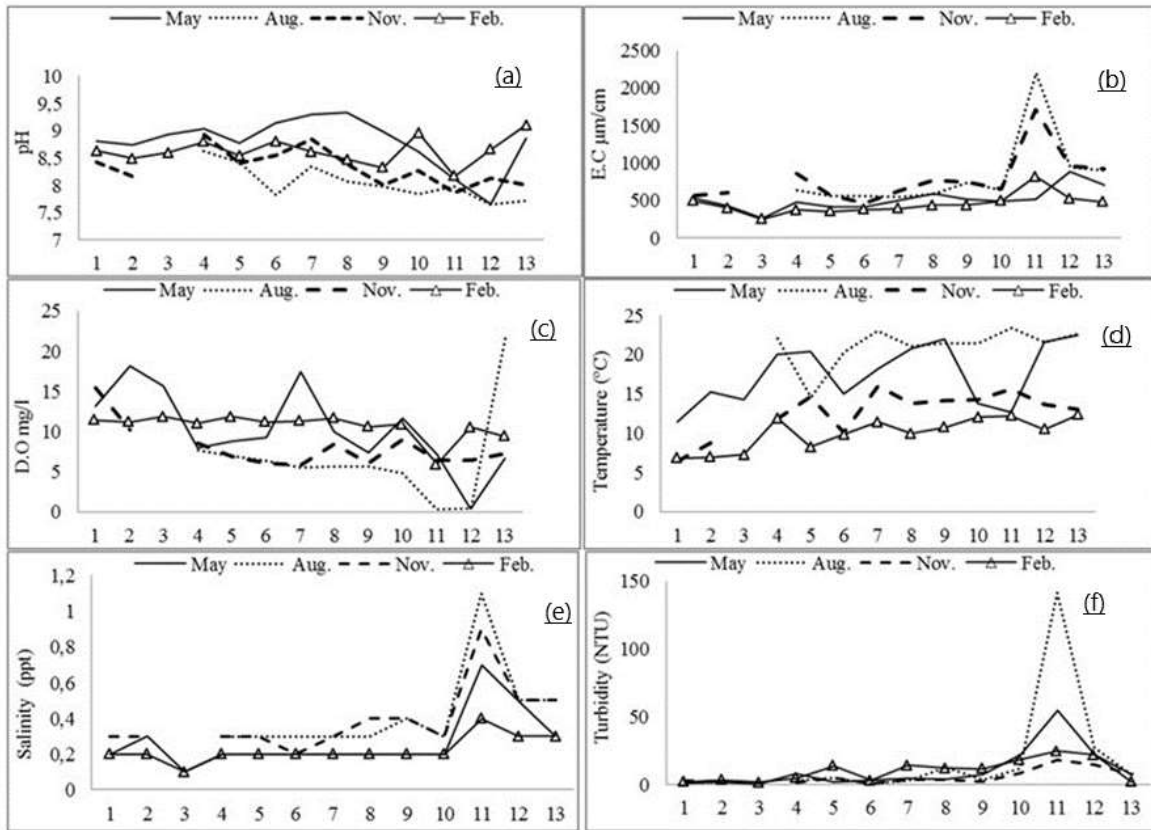 May Aug. Nov. Feb.
(a)
10
9,5
9
8,5
8
7,5
7
pH
1 2 3 4 5 6 7 8 9 10 11 12 13
May Aug. Nov. Feb.
(b)
2500
2000
1500
1000
500
0
E.C µm/cm
1 2 3 4 5 6 7 8 9 10 11 12 13
May Aug. Nov. Feb.
(c)
25
20
15
10
5
0
D.O mg/l
1 2 3 4 5 6 7 8 9 10 11 12 13
May Aug. Nov. Feb.
(d)
25
20
15
10
5
0
Temperature (°C)
1 2 3 4 5 6 7 8 9 10 11 12 13
May Aug. Nov. Feb.
(e)
1,2
1
0,8
0,6
0,4
0,2
0
Salinity (ppt)
1 2 3 4 5 6 7 8 9 10 11 12 13
May Aug. Nov. Feb.
(f)
150
100
50
0
Turbidity (NTU)
1 2 3 4 5 6 7 8 9 10 11 12 13